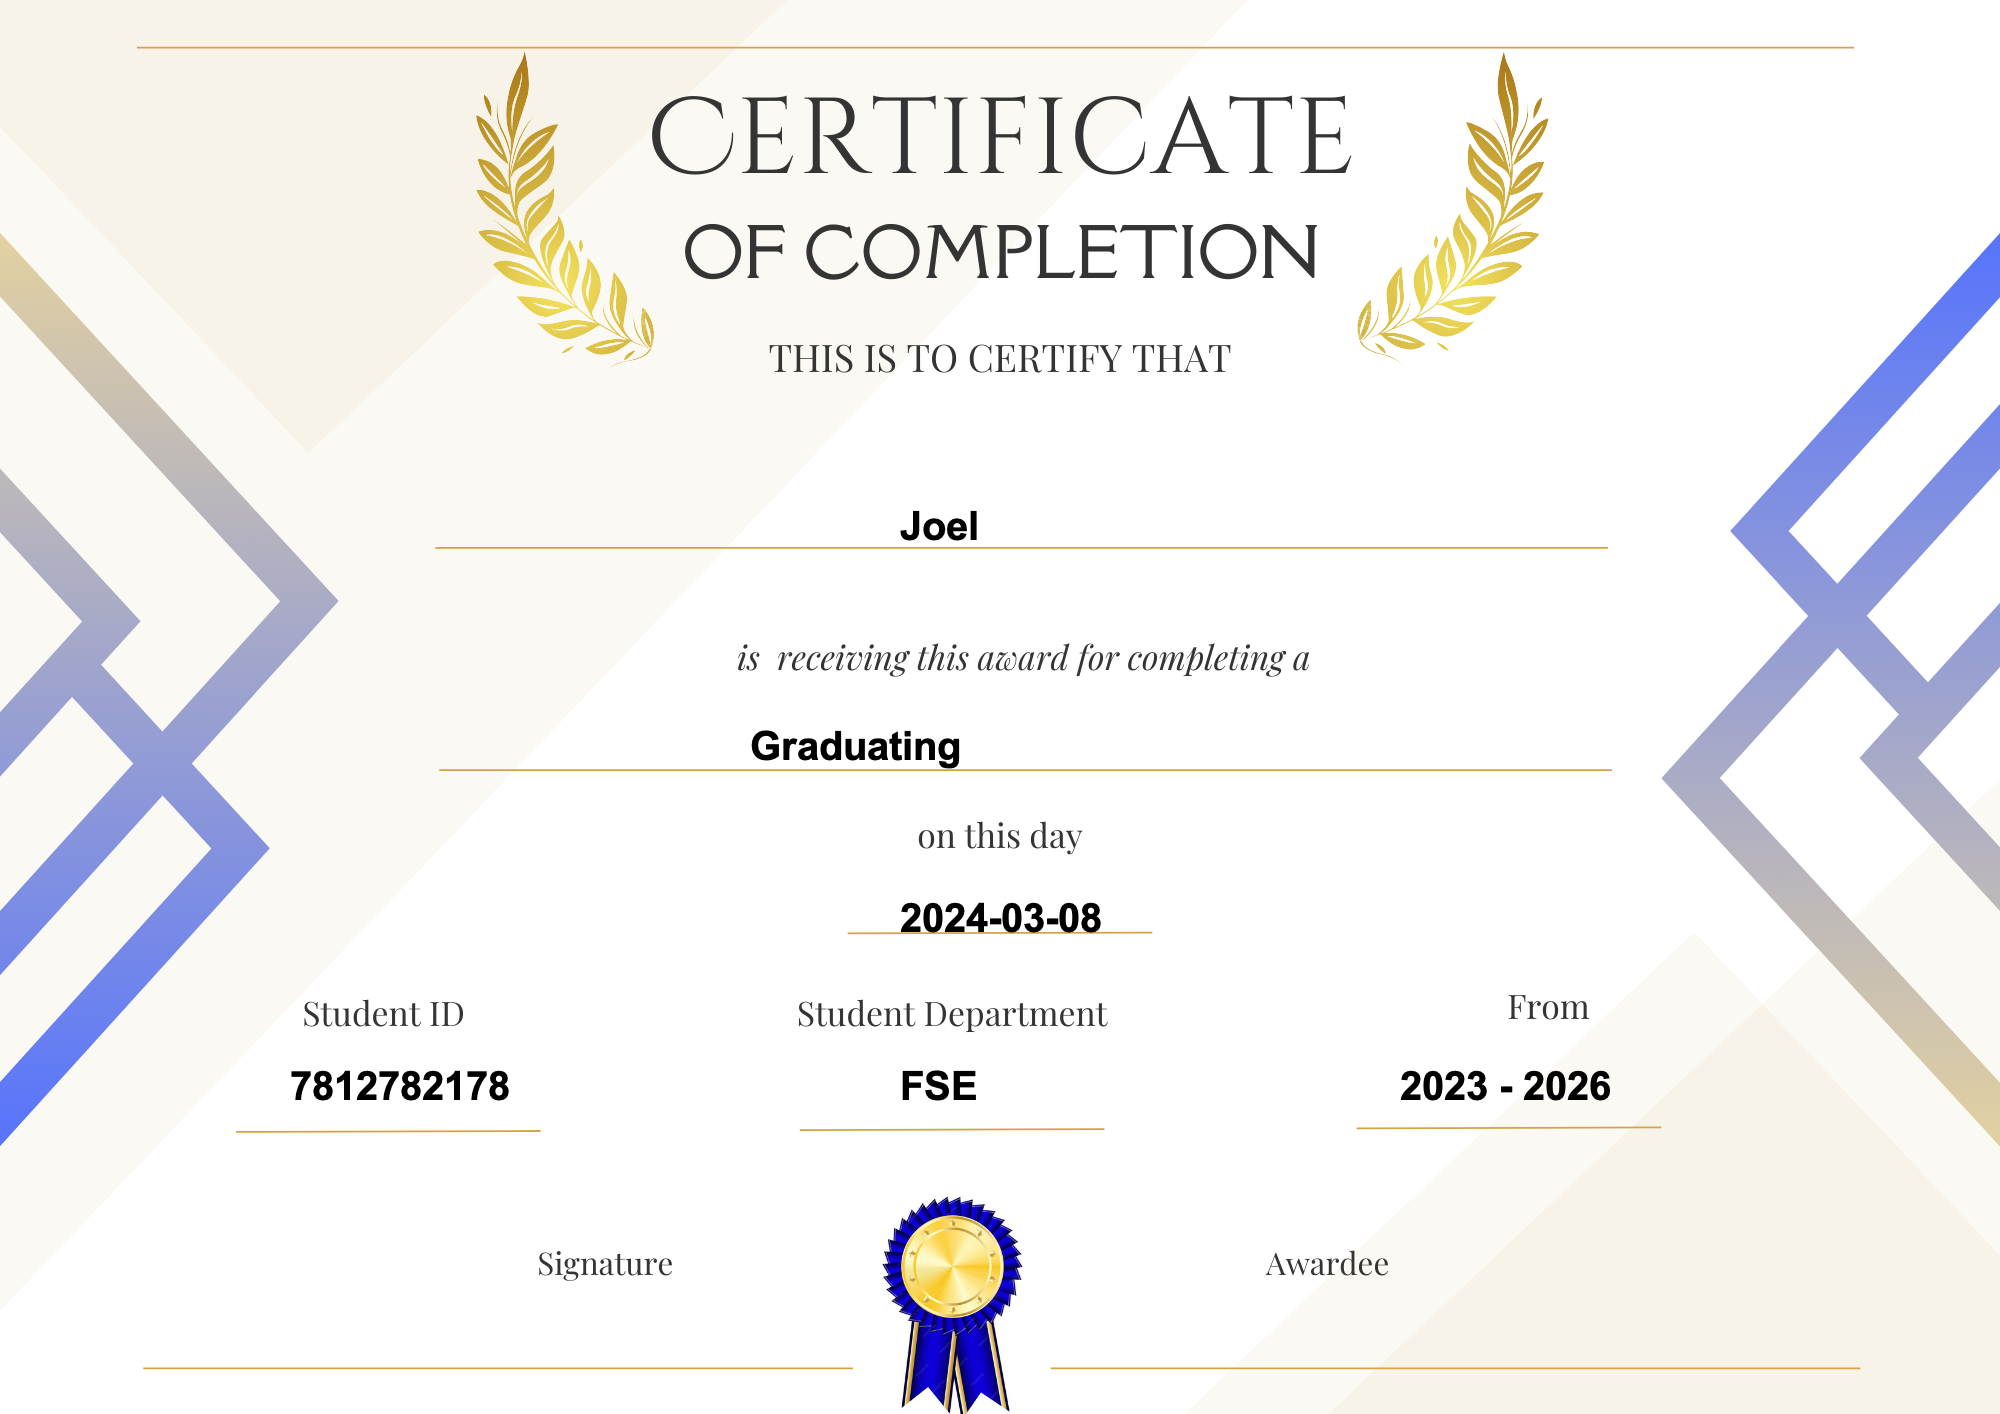 CERTIFICATE
OF COMPLETION
THIS IS TO CERTIFY THAT
Joel
is receiving this award for completing a
Graduating
on this day
2024-03-08
Student ID Student Department From
7812782178 FSE 2023 - 2026
Signature Awardee